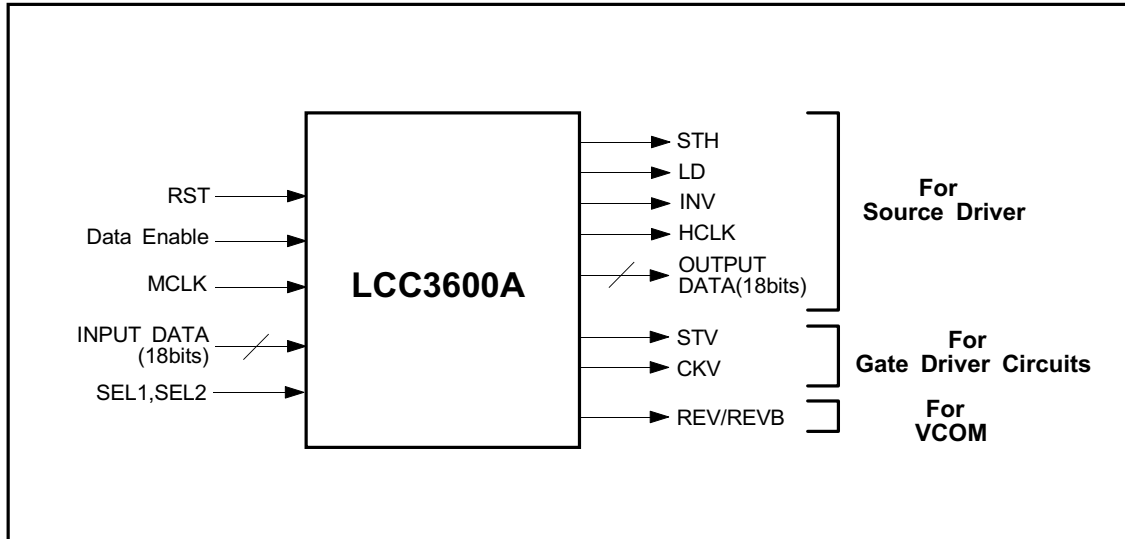 RST
Data Enable
MCLK
INPUT DATA
(18bits)
SEL1,SEL2
LCC3600A
STH
LD
INV
HCLK
OUTPUT
DATA(18bits)
STV
CKV
REV/REVB
For
Source Driver
For
Gate Driver Circuits
For
VCOM